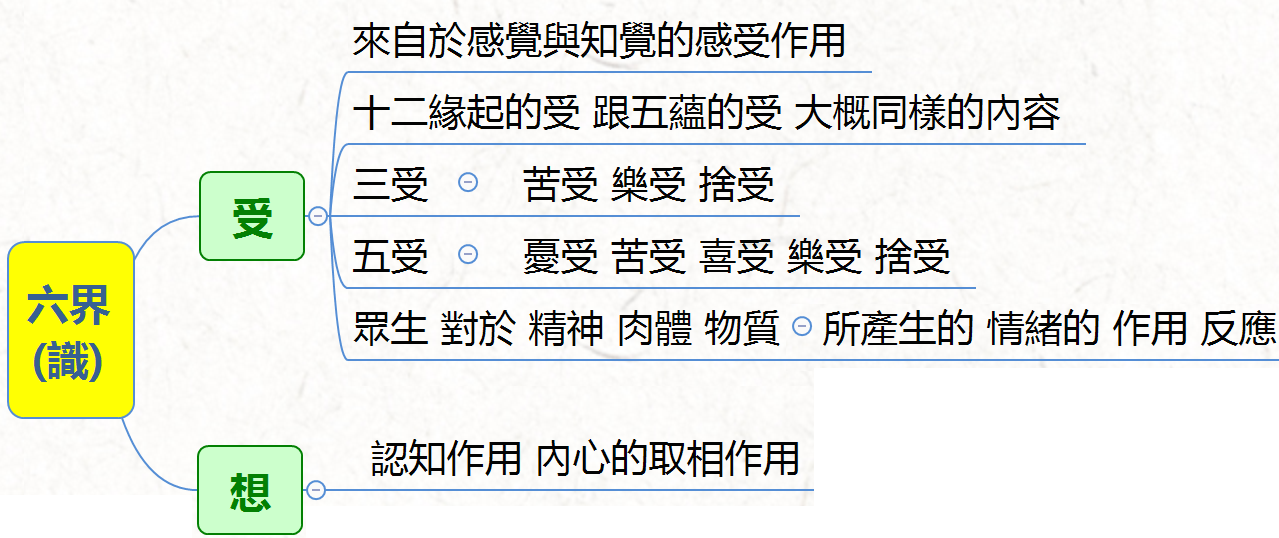 六界
(識)
受
來自於感覺與知覺的感受作用
十二緣起的受 跟五蘊的受 大概同樣的內容
三受 苦受 樂受 捨受
五受 憂受 苦受 喜受 樂受 捨受
眾生 對於 精神 肉體 物質 所產生的 情緒的 作用 反應
想
認知作用 內心的取相作用